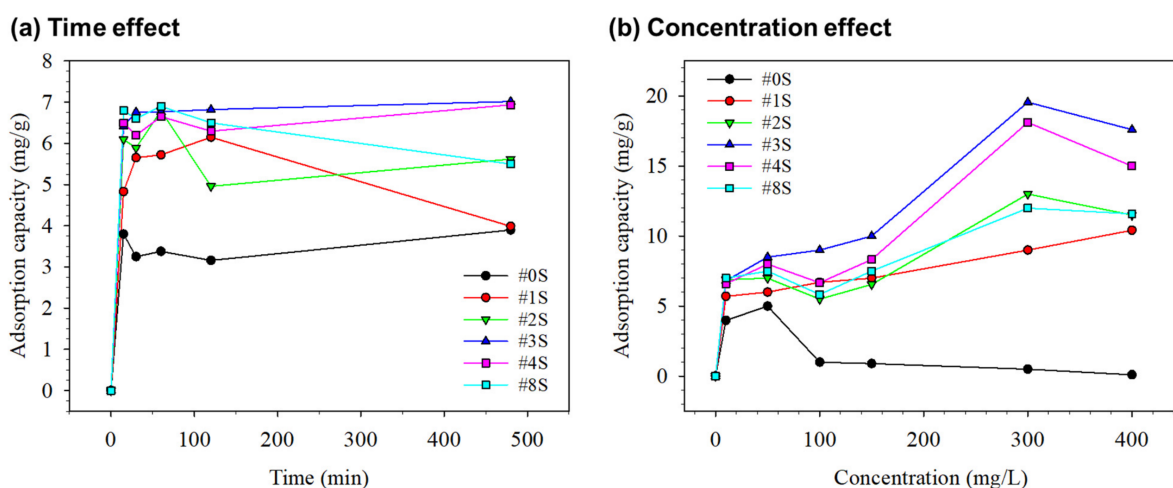 (a) Time effect
Adsorption capacity (mg/g)
8
7
6
5
4
3
2
1
0
#0S
#1S
#2S
#3S
#4S
#8S
0 100 200 300 400 500
Time (min)
(b) Concentration effect
Adsorption capacity (mg/g)
20
15
10
5
0
#0S
#1S
#2S
#3S
#4S
#8S
0 100 200 300 400
Concentration (mg/L)